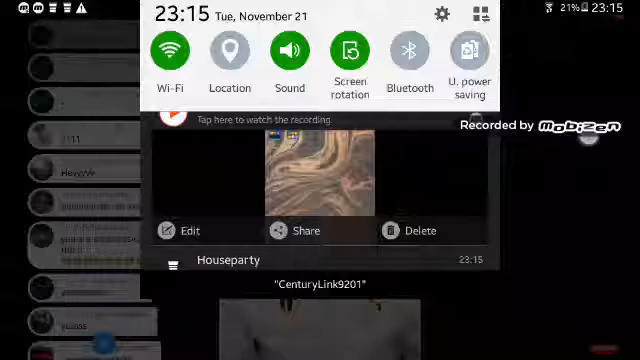 21% 23:15
23:15 Tue, November 21
Wi-Fi
Location
Sound
Screen rotation
Bluetooth
U. power saving
Tap here to watch the recording.
Recorded by mobizen
Edit
Share
Delete
Houseparty 23:15
"CenturyLink9201"